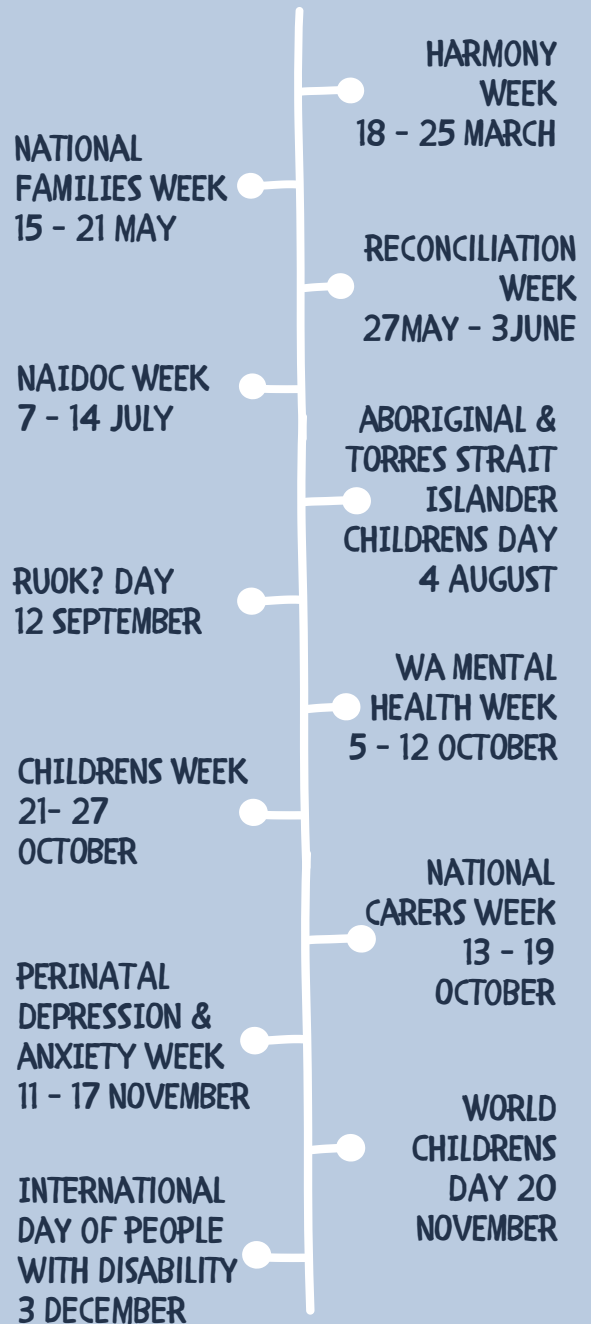 HARMONY
WEEK
18 - 25 MARCH
NATIONAL
FAMILIES WEEK
15 - 21 MAY
RECONCILIATION
WEEK
27MAY - 3JUNE
NAIDOC WEEK
7 - 14 JULY
ABORIGINAL &
TORRES STRAIT
ISLANDER
CHILDRENS DAY
4 AUGUST
RUOK? DAY
12 SEPTEMBER
WA MENTAL
HEALTH WEEK
5 - 12 OCTOBER
CHILDRENS WEEK
21- 27
OCTOBER
NATIONAL
CARERS WEEK
13 - 19
OCTOBER
PERINATAL
DEPRESSION &
ANXIETY WEEK
11 - 17 NOVEMBER
WORLD
CHILDRENS
DAY 20
NOVEMBER
INTERNATIONAL
DAY OF PEOPLE
WITH DISABILITY
3 DECEMBER